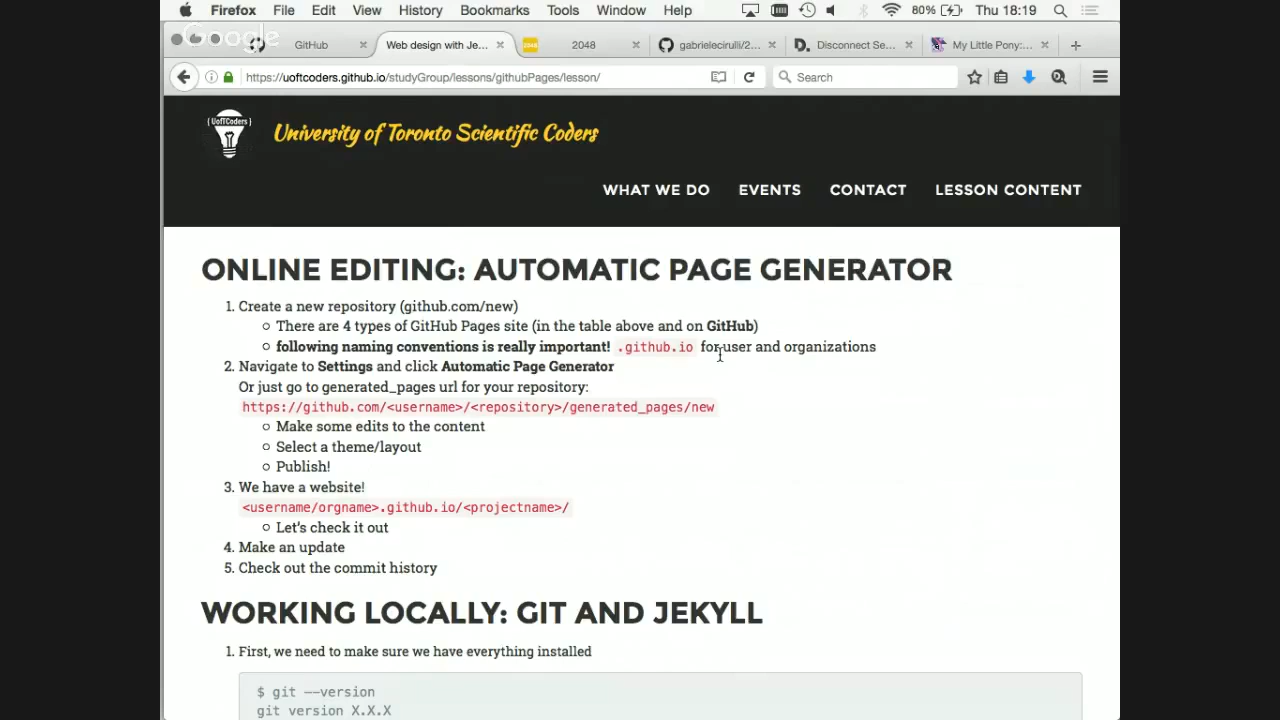 Firefox File Edit View History Bookmarks Tools Window Help 80% Thu 18:19
Google
GitHub Web design with Je... 2048 2048 gabrielecirulli/2... D. Disconnect Se... My Little Pony:...
https://uoftcoders.github.io/studyGroup/lessons/githubPages/lesson/ Search
{UofTCoders} University of Toronto Scientific Coders
WHAT WE DO EVENTS CONTACT LESSON CONTENT
ONLINE EDITING: AUTOMATIC PAGE GENERATOR
1. Create a new repository (github.com/new)
There are 4 types of GitHub Pages site (in the table above and on GitHub)
following naming conventions is really important! .github.io for user and organizations
2. Navigate to Settings and click Automatic Page Generator
Or just go to generated_pages url for your repository:
https://github.com/<username>/<repository>/generated_pages/new
Make some edits to the content
Select a theme/layout
Publish!
3. We have a website!
<username/orgname>.github.io/<projectname>/
Let's check it out
4. Make an update
5. Check out the commit history
WORKING LOCALLY: GIT AND JEKYLL
1. First, we need to make sure we have everything installed
$ git --version
git version X.X.X